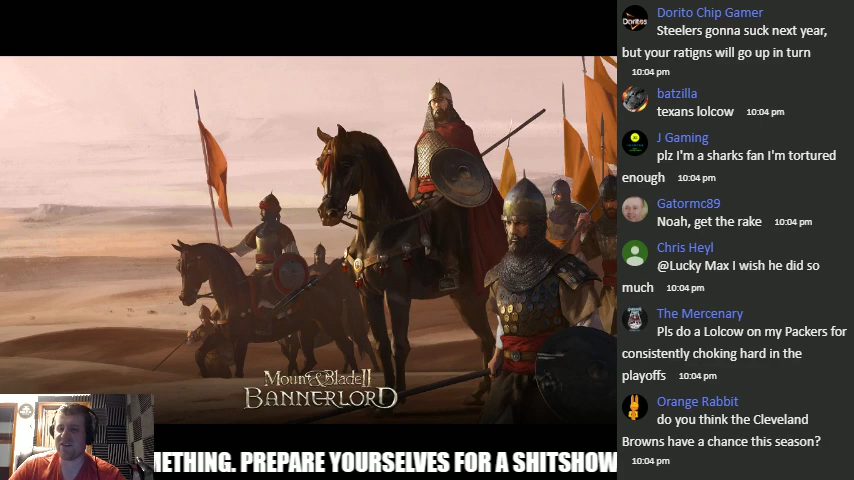 Dorito Chip Gamer
Steelers gonna suck next year,
but your ratigns will go up in turn
10:04 pm
batzilla
texans lolcow 10:04 pm
J Gaming
plz I'm a sharks fan I'm tortured
enough 10:04 pm
Gatormc89
Noah, get the rake 10:04 pm
Chris Heyl
@Lucky Max I wish he did so
much 10:04 pm
The Mercenary
Pls do a Lolcow on my Packers for
consistently choking hard in the
playoffs 10:04 pm
Orange Rabbit
do you think the Cleveland
Browns have a chance this season?
10:04 pm
Doritos
Mount & Blade II
BANNERLORD
METHING. PREPARE YOURSELVES FOR A SHITSHOW